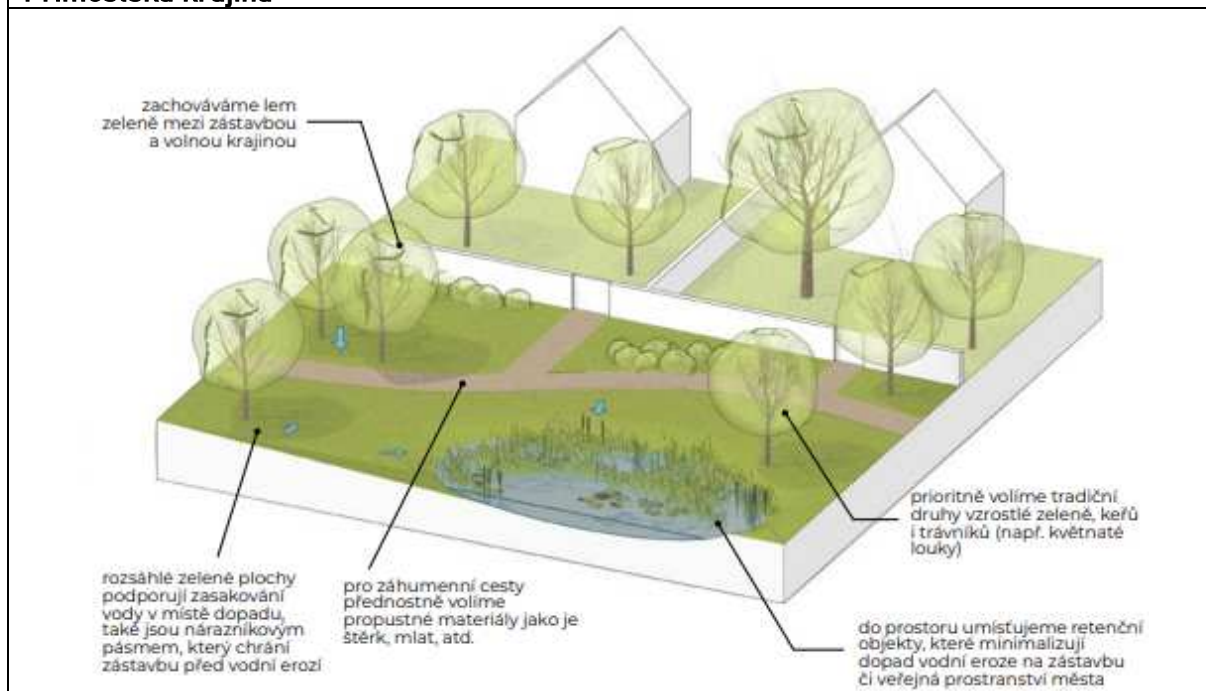 Příměstská krajina
zachováváme lem
zeleně mezi zástavbou
a volnou krajinou
prioritně volíme tradiční
druhy vzrostlé zeleně, keřů
i trávníků (např. květnaté
louky)
rozsáhlé zelené plochy
podporují zasakování
vody v místě dopadu,
také jsou nárazníkovým
pásmem, který chrání
zástavbu před vodní erozí
pro záhumenní cesty
přednostně volíme
propustné materiály jako je
štěrk, mlat, atd.
do prostoru umisťujeme retenční
objekty, které minimalizují
dopad vodní eroze na zástavbu
či veřejná prostranství města